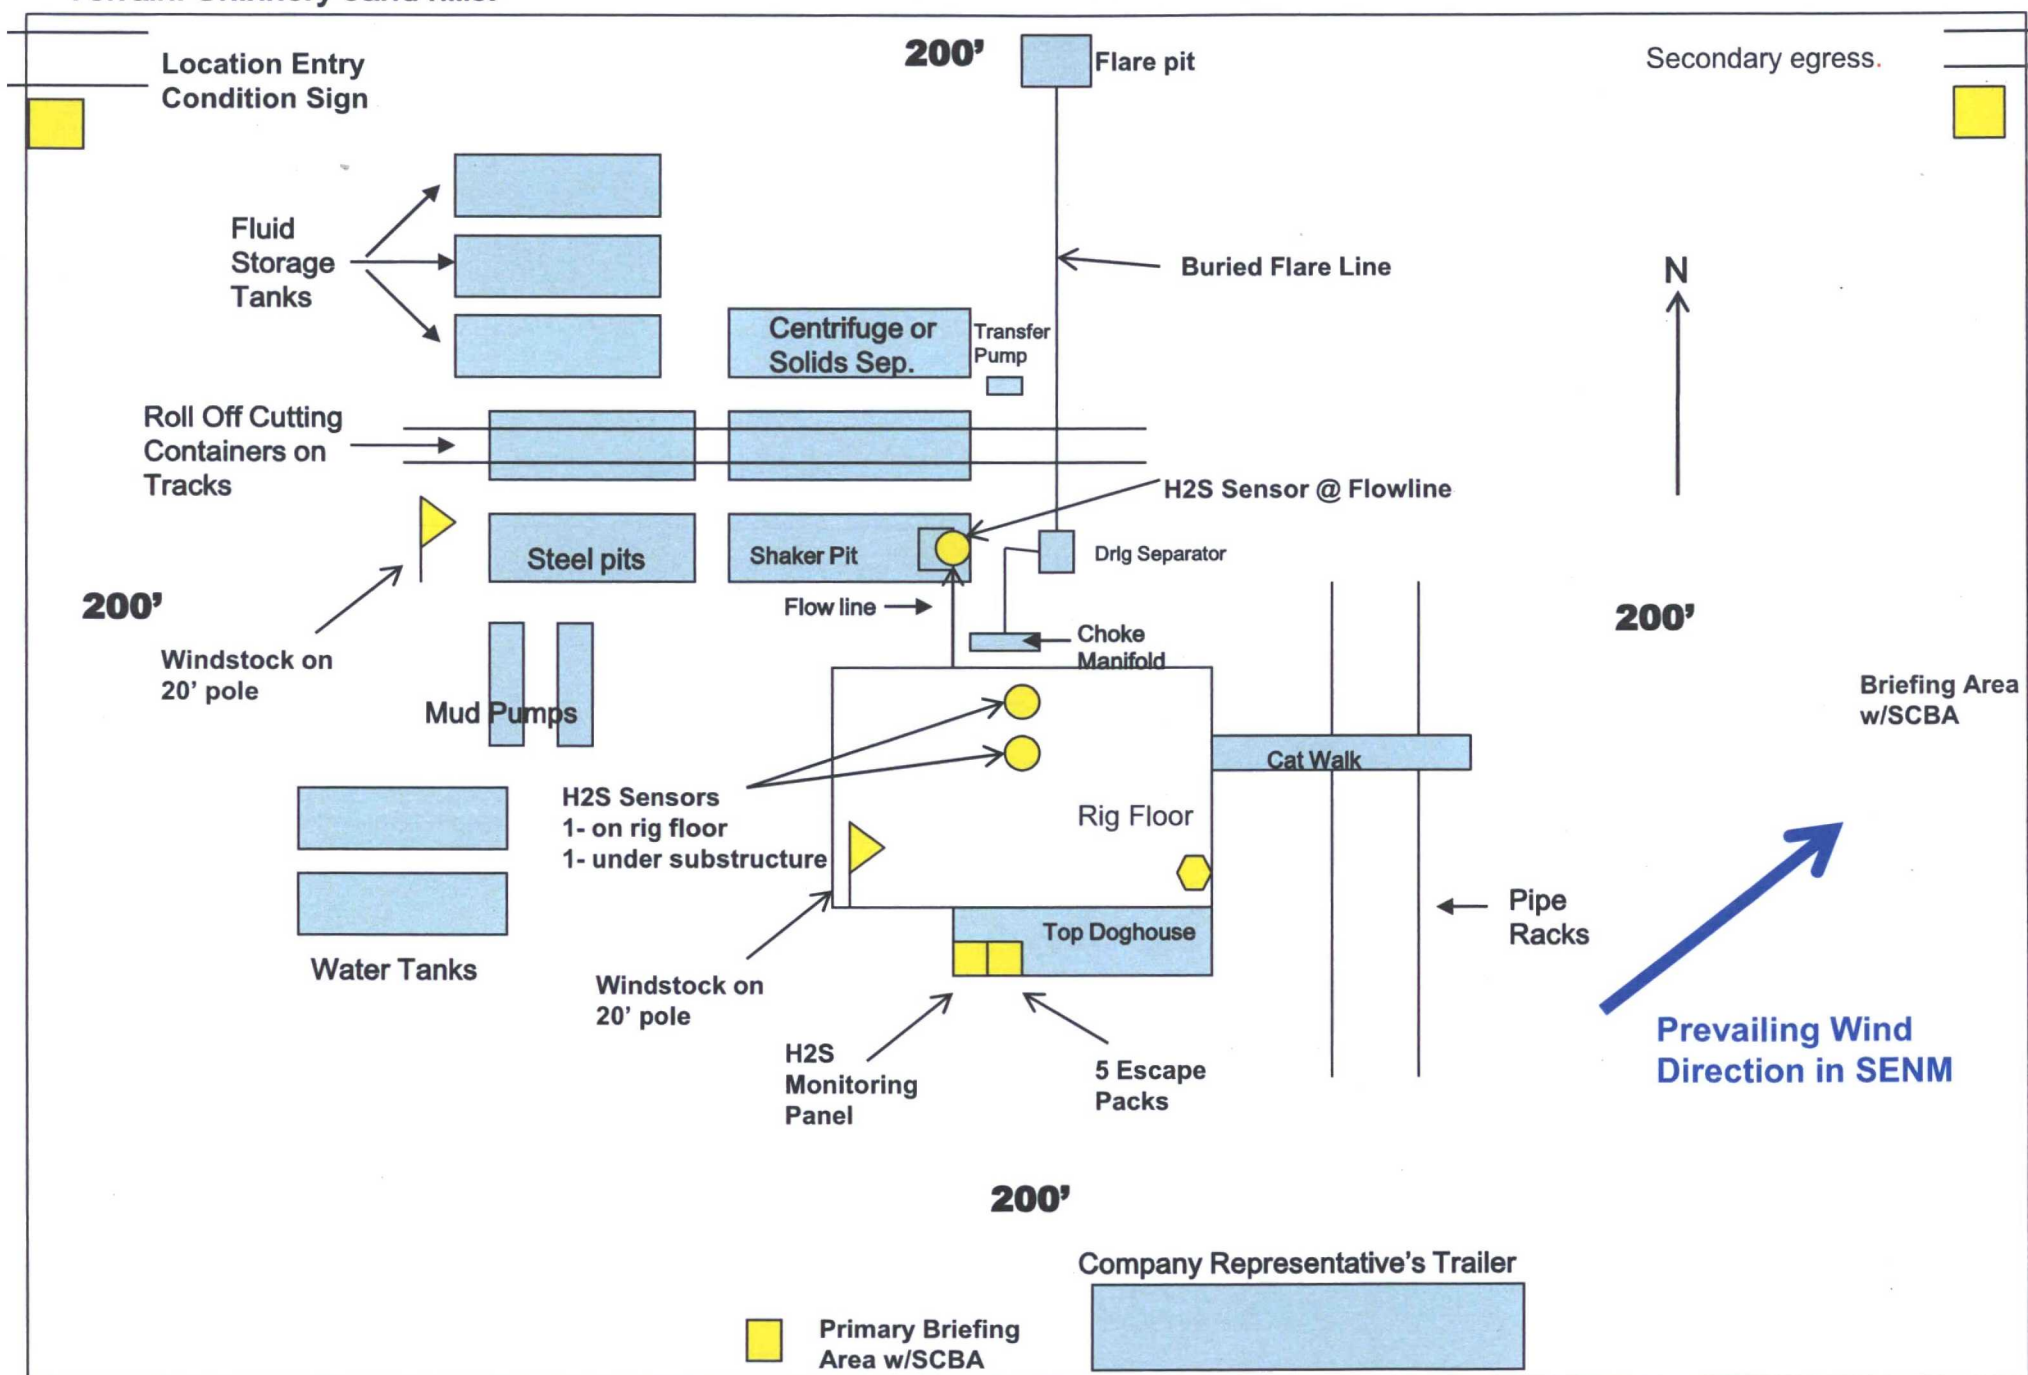 200’
Flare pit
Secondary egress.
Location Entry
Condition Sign
Fluid
Storage
Tanks
Buried Flare Line
N
Centrifuge or
Solids Sep.
Transfer
Pump
Roll Off Cutting
Containers on
Tracks
H2S Sensor @ Flowline
Steel pits
Shaker Pit
Drlg Separator
200’
Flow line
200’
Choke
Manifold
Windstock on
20’ pole
Mud Pumps
Briefing Area
w/SCBA
Cat Walk
H2S Sensors
1- on rig floor
1- under substructure
Rig Floor
Pipe
Racks
Top Doghouse
Water Tanks
Windstock on
20’ pole
Prevailing Wind
Direction in SENM
H2S
Monitoring
Panel
5 Escape
Packs
200’
Company Representative’s Trailer
Primary Briefing
Area w/SCBA